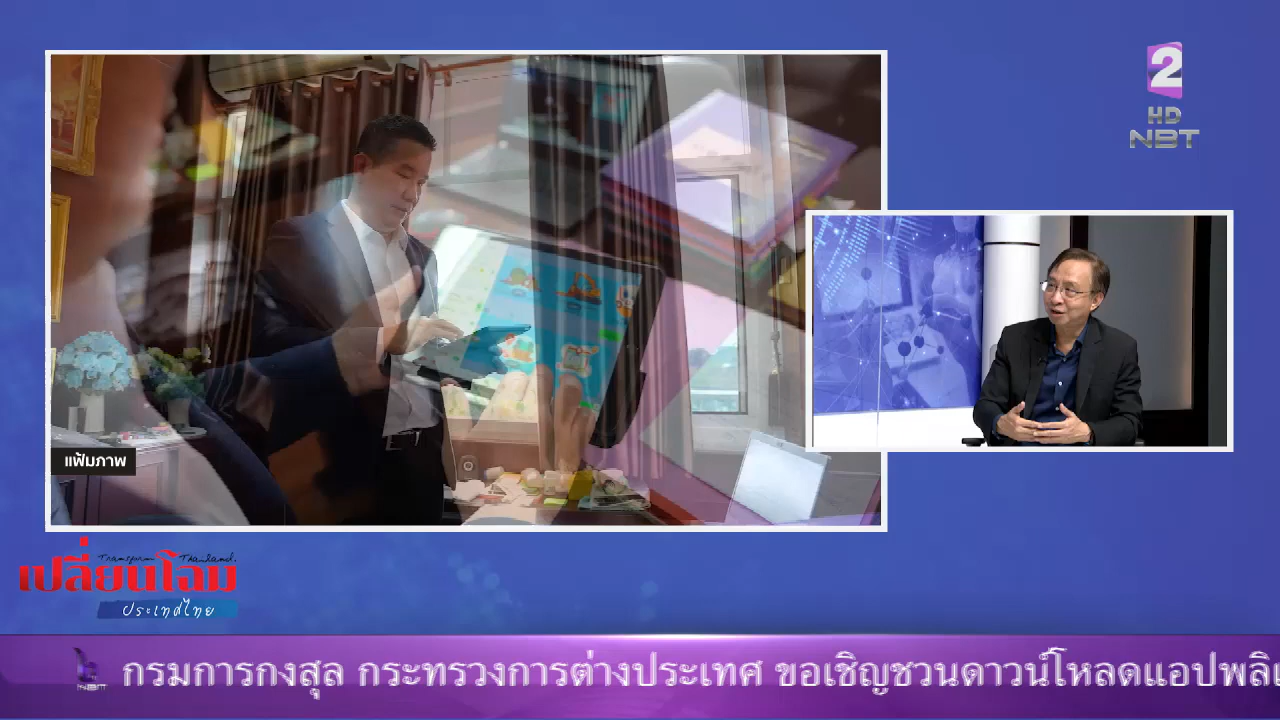 2
HD
NBT
แฟ้มภาพ
Transform Thailand.
เปลี่ยนโฉม
ประเทศไทย
NBT
กรมการกงสุล กระทรวงการต่างประเทศ ขอเชิญชวนดาวน์โหลดแอปพลิเ